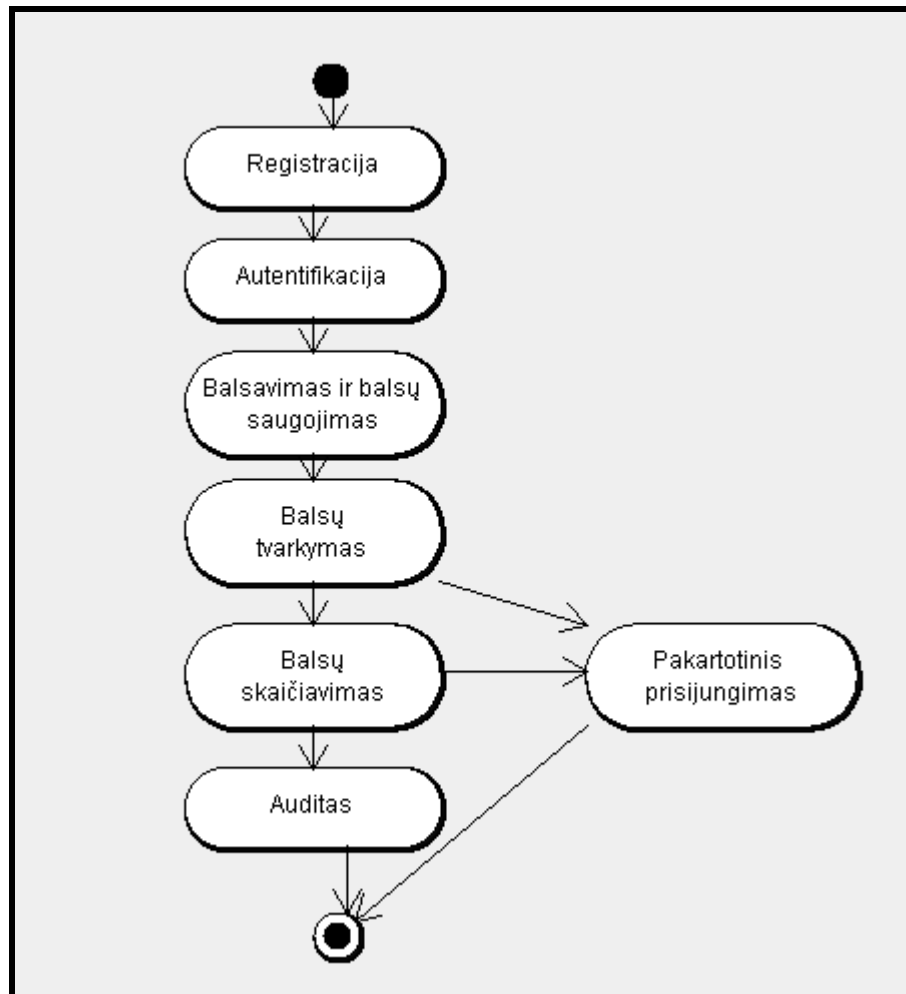 Registracija
Autentifikacija
Balsavimas ir balsų
saugojimas
Balsų
tvarkymas
Balsų
skaičiavimas
Pakartotinis
prisijungimas
Auditas